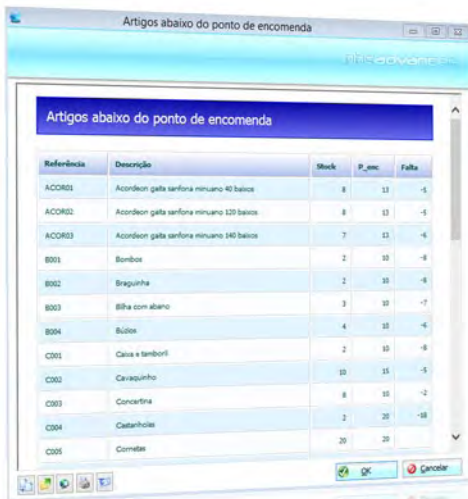 Artigos abaixo do ponto de encomenda
Artigos abaixo do ponto de encomenda
Referência Descrição Stock P_enc Falta
ACOR01 Acordeon gaita sanfona minuano 40 baixos 8 13 -5
ACOR02 Acordeon gaita sanfona minuano 120 baixos 8 13 -5
ACOR03 Acordeon gaita sanfona minuano 140 baixos 7 13 -6
B001 Bombos 2 10 -8
B002 Braguinha 2 10 -8
B003 Bilha com abano 3 10 -7
B004 Búzios 4 10 -6
C001 Caixa e tamboril 2 10 -8
C002 Cavaquinho 10 15 -5
C003 Concertina 8 10 -2
C004 Castanholas 2 20 -18
C005 Cornetas 20 20
OK Cancelar